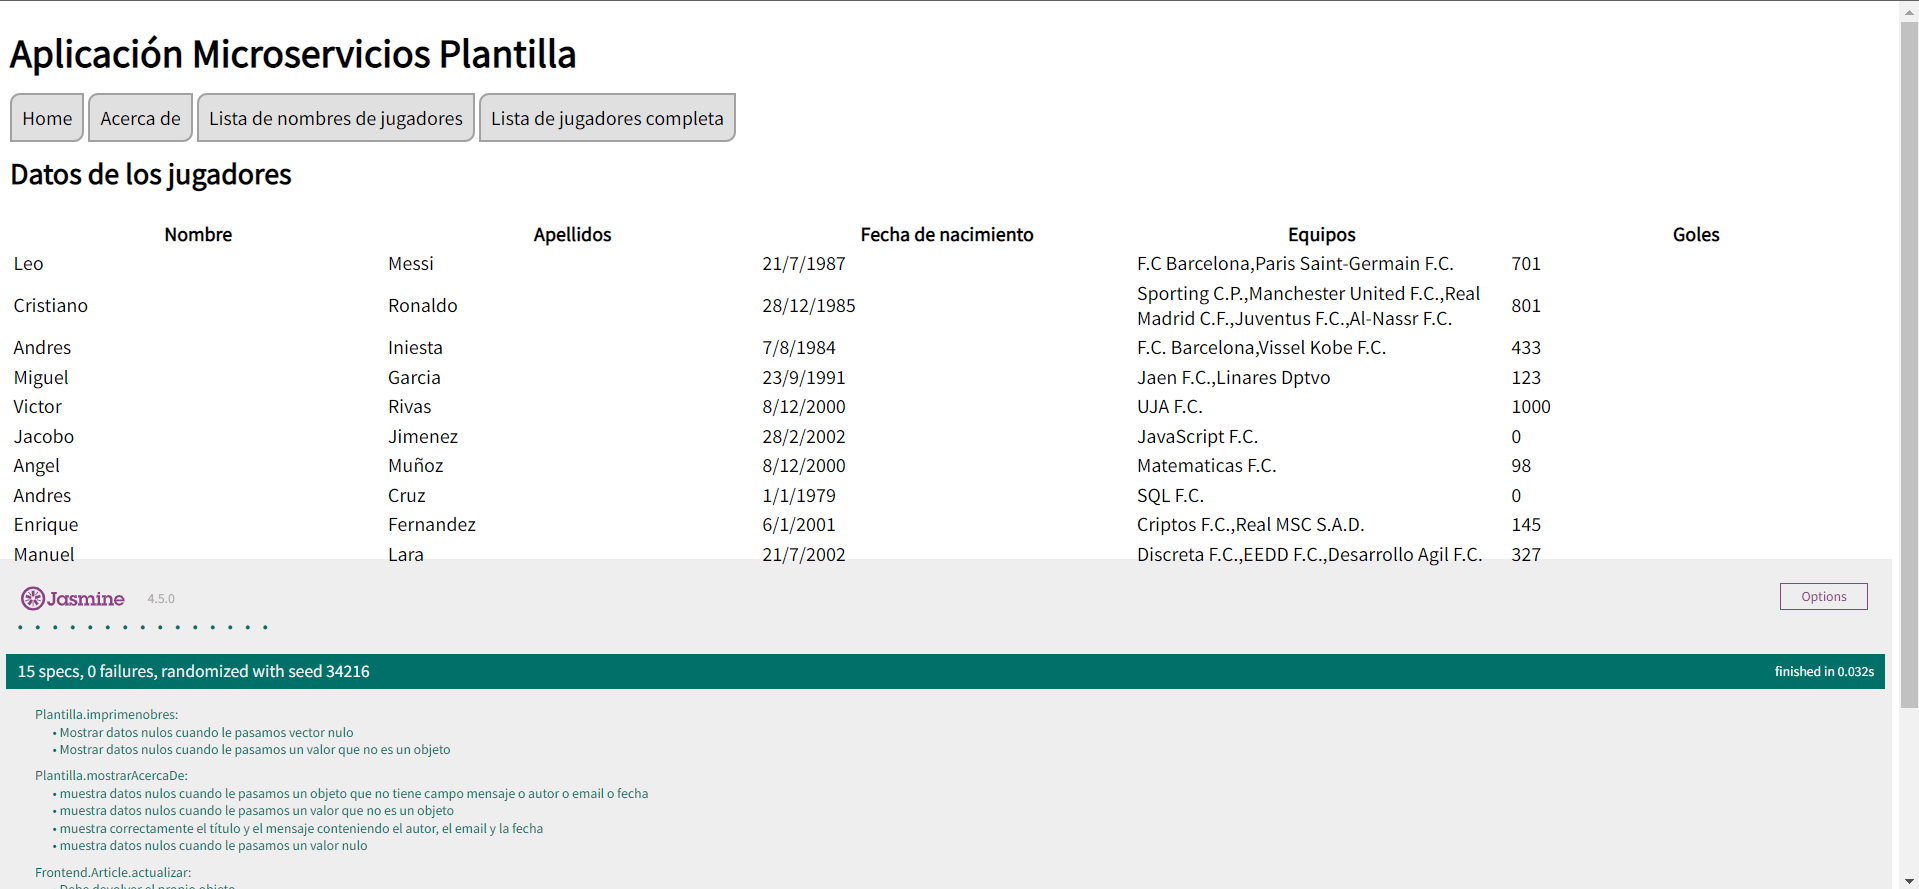 Aplicación Microservicios Plantilla
Home Acerca de Lista de nombres de jugadores Lista de jugadores completa
Datos de los jugadores
Nombre Apellidos Fecha de nacimiento Equipos Goles
Leo Messi 21/7/1987 F.C Barcelona,Paris Saint-Germain F.C. 701
Cristiano Ronaldo 28/12/1985 Sporting C.P.,Manchester United F.C.,Real Madrid C.F.,Juventus F.C.,Al-Nassr F.C. 801
Andres Iniesta 7/8/1984 F.C. Barcelona,Vissel Kobe F.C. 433
Miguel Garcia 23/9/1991 Jaen F.C.,Linares Dptvo 123
Victor Rivas 8/12/2000 UJA F.C. 1000
Jacobo Jimenez 28/2/2002 JavaScript F.C. 0
Angel Muñoz 8/12/2000 Matematicas F.C. 98
Andres Cruz 1/1/1979 SQL F.C. 0
Enrique Fernandez 6/1/2001 Criptos F.C.,Real MSC S.A.D. 145
Manuel Lara 21/7/2002 Discreta F.C.,EEDD F.C.,Desarrollo Agil F.C. 327
Jasmine 4.5.0 Options
15 specs, 0 failures, randomized with seed 34216 finished in 0.032s
Plantilla.imprimenobres:
• Mostrar datos nulos cuando le pasamos vector nulo
• Mostrar datos nulos cuando le pasamos un valor que no es un objeto
Plantilla.mostrarAcercaDe:
• muestra datos nulos cuando le pasamos un objeto que no tiene campo mensaje o autor o email o fecha
• muestra datos nulos cuando le pasamos un valor que no es un objeto
• muestra correctamente el título y el mensaje conteniendo el autor, el email y la fecha
• muestra datos nulos cuando le pasamos un valor nulo
Frontend.Article.actualizar:
• Debe devolver el propio objeto